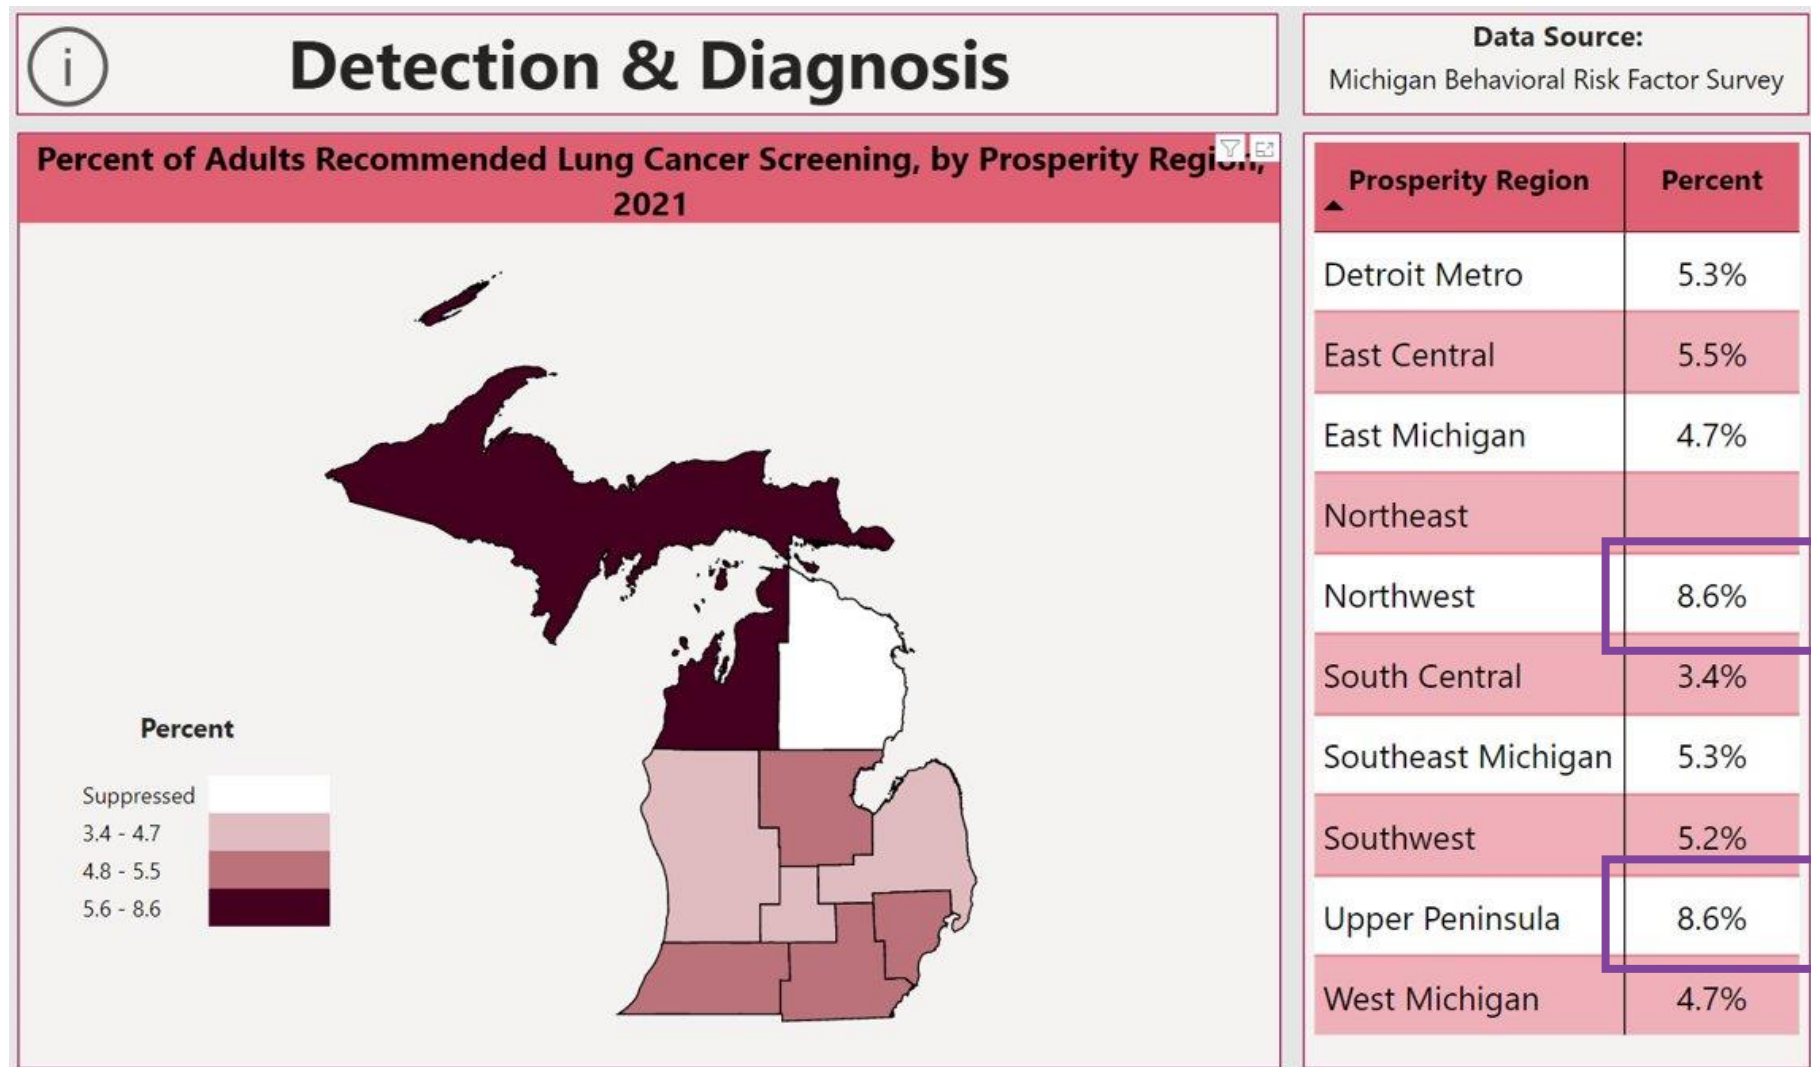 i
Detection & Diagnosis
Data Source:
Michigan Behavioral Risk Factor Survey
Percent of Adults Recommended Lung Cancer Screening, by Prosperity Region,
2021
Percent
Suppressed
3.4 - 4.7
4.8 - 5.5
5.6 - 8.6
Prosperity Region Percent
Detroit Metro 5.3%
East Central 5.5%
East Michigan 4.7%
Northeast
Northwest 8.6%
South Central 3.4%
Southeast Michigan 5.3%
Southwest 5.2%
Upper Peninsula 8.6%
West Michigan 4.7%